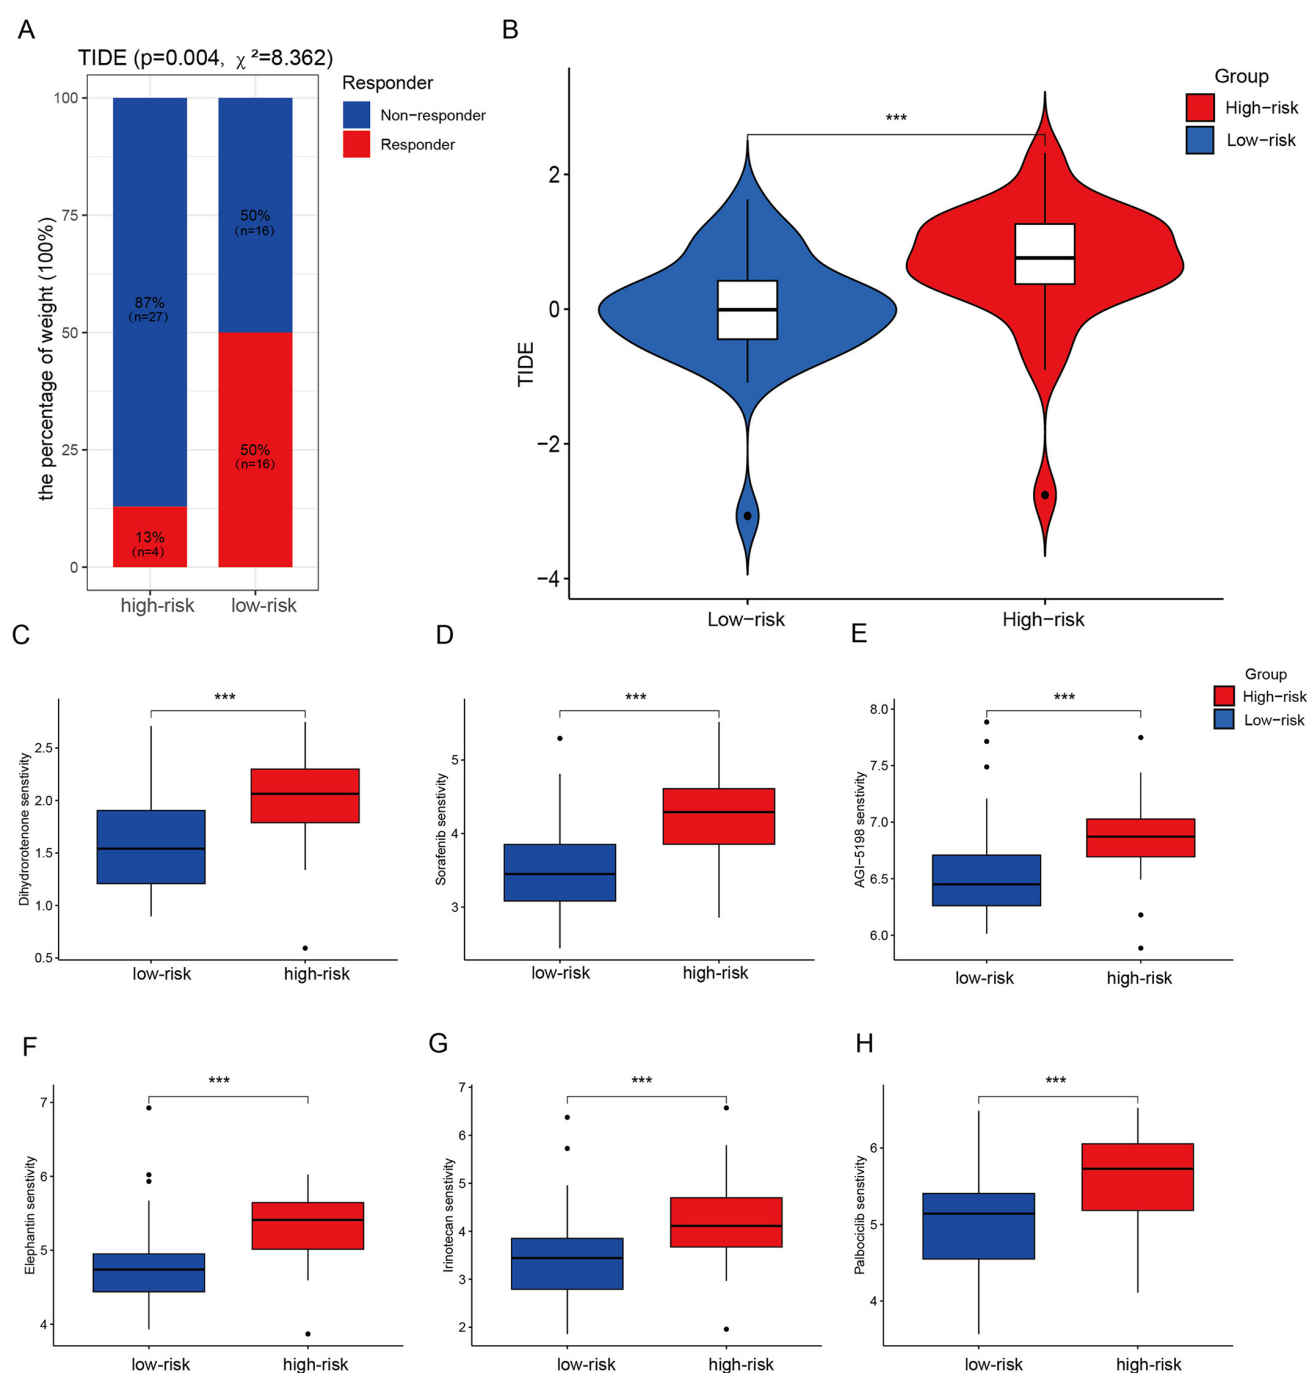 A
TIDE (p=0.004, χ²=8.362)
Responder
Non−responder
Responder
the percentage of weight (100%)
100
75
50
25
0
87%
(n=27)
13%
(n=4)
50%
(n=16)
50%
(n=16)
high-risk
low-risk
B
Group
High−risk
Low−risk
***
TIDE
2
0
−2
−4
Low−risk
High−risk
C
***
Dihydrorotenone senstivity
2.5
2.0
1.5
1.0
0.5
low-risk
high-risk
D
***
Sorafenib senstivity
5
4
3
low-risk
high-risk
E
***
AGI−5198 senstivity
8.0
7.5
7.0
6.5
6.0
low-risk
high-risk
Group
High−risk
Low−risk
F
***
Elephantin senstivity
7
6
5
4
low-risk
high-risk
G
***
Irinotecan senstivity
7
6
5
4
3
2
low-risk
high-risk
H
***
Palbociclib senstivity
6
5
4
low-risk
high-risk